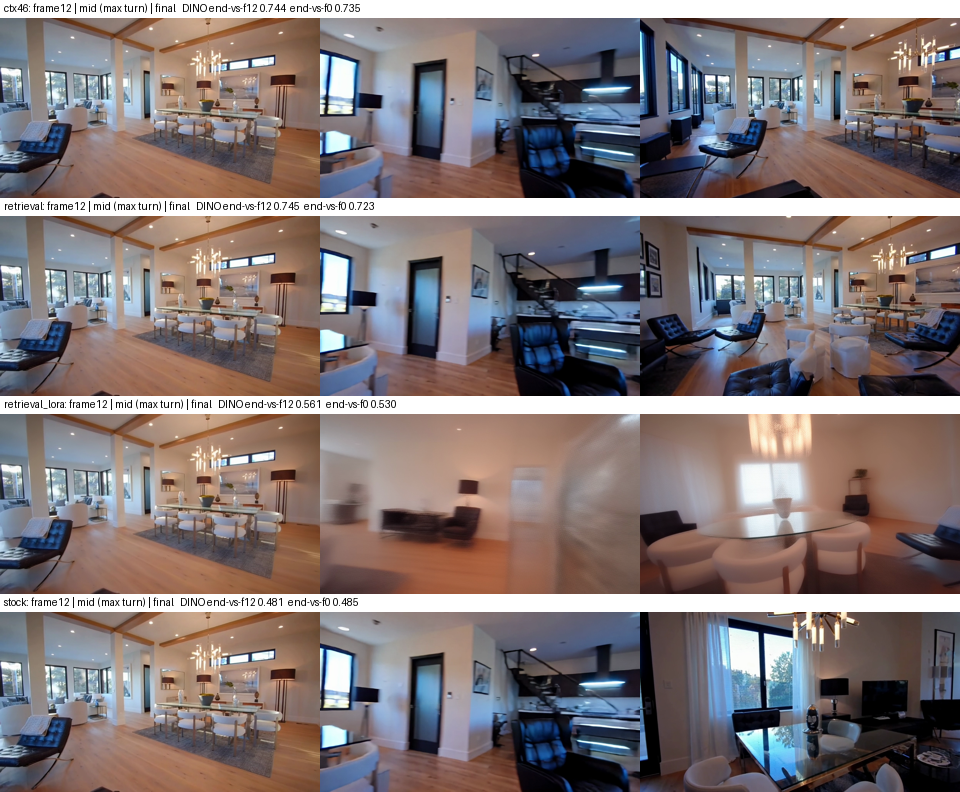 ctx46: frame12 | mid (max turn) | final  DINO end-vs-f12 0.744  end-vs-f0 0.735
retrieval: frame12 | mid (max turn) | final  DINO end-vs-f12 0.745  end-vs-f0 0.723
retrieval_lora: frame12 | mid (max turn) | final  DINO end-vs-f12 0.561  end-vs-f0 0.530
stock: frame12 | mid (max turn) | final  DINO end-vs-f12 0.481  end-vs-f0 0.485